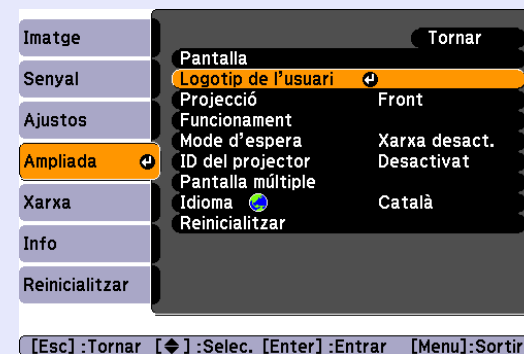 Imatge
Senyal
Ajustos
Ampliada
Xarxa
Info
Reinicialitzar
Tornar
Pantalla
Logotip de l'usuari
Projecció Front
Funcionament
Mode d'espera Xarxa desact.
ID del projector Desactivat
Pantalla múltiple
Idioma Català
Reinicialitzar
[Esc] :Tornar [◆] :Selec. [Enter] :Entrar [Menu]:Sortir